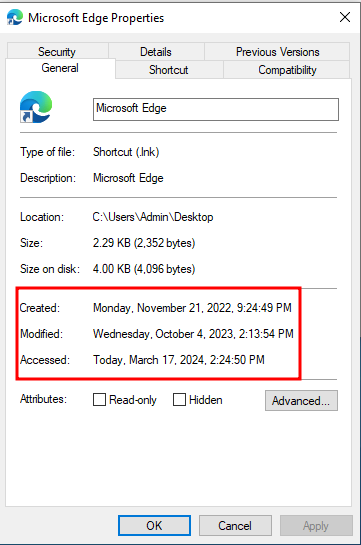 Microsoft Edge Properties
Security Details Previous Versions
General Shortcut Compatibility
Microsoft Edge
Type of file: Shortcut (.lnk)
Description: Microsoft Edge
Location: C:\Users\Admin\Desktop
Size: 2.29 KB (2,352 bytes)
Size on disk: 4.00 KB (4,096 bytes)
Created: Monday, November 21, 2022, 9:24:49 PM
Modified: Wednesday, October 4, 2023, 2:13:54 PM
Accessed: Today, March 17, 2024, 2:24:50 PM
Attributes: Read-only Hidden Advanced...
OK Cancel Apply